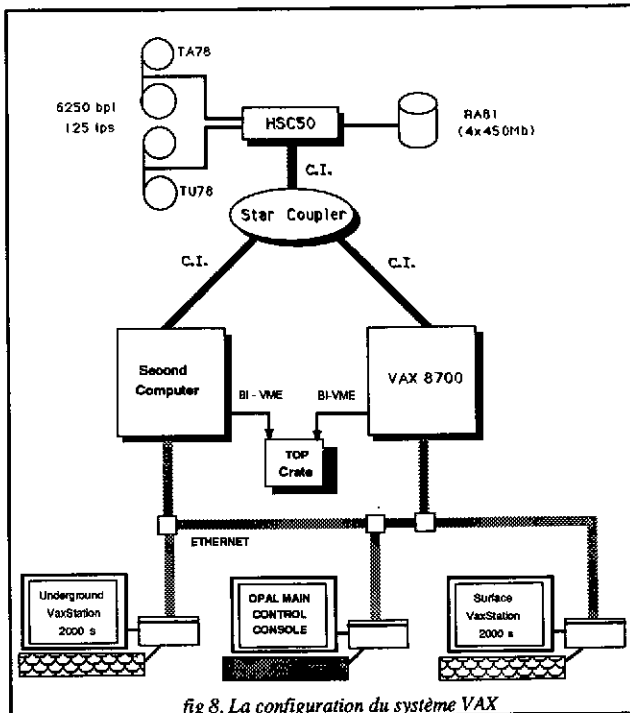 TA78
6250 bpi
125 ips
TU78
HSC50
RA81
(4x450Mb)
C.I.
Star Coupler
C.I.
C.I.
Second
Computer
BI - VME
BI-VME
VAX 8700
TOP
Crate
ETHERNET
Underground
VaxStation
2000 s
OPAL MAIN
CONTROL
CONSOLE
Surface
VaxStation
2000 s
fig 8. La configuration du système VAX